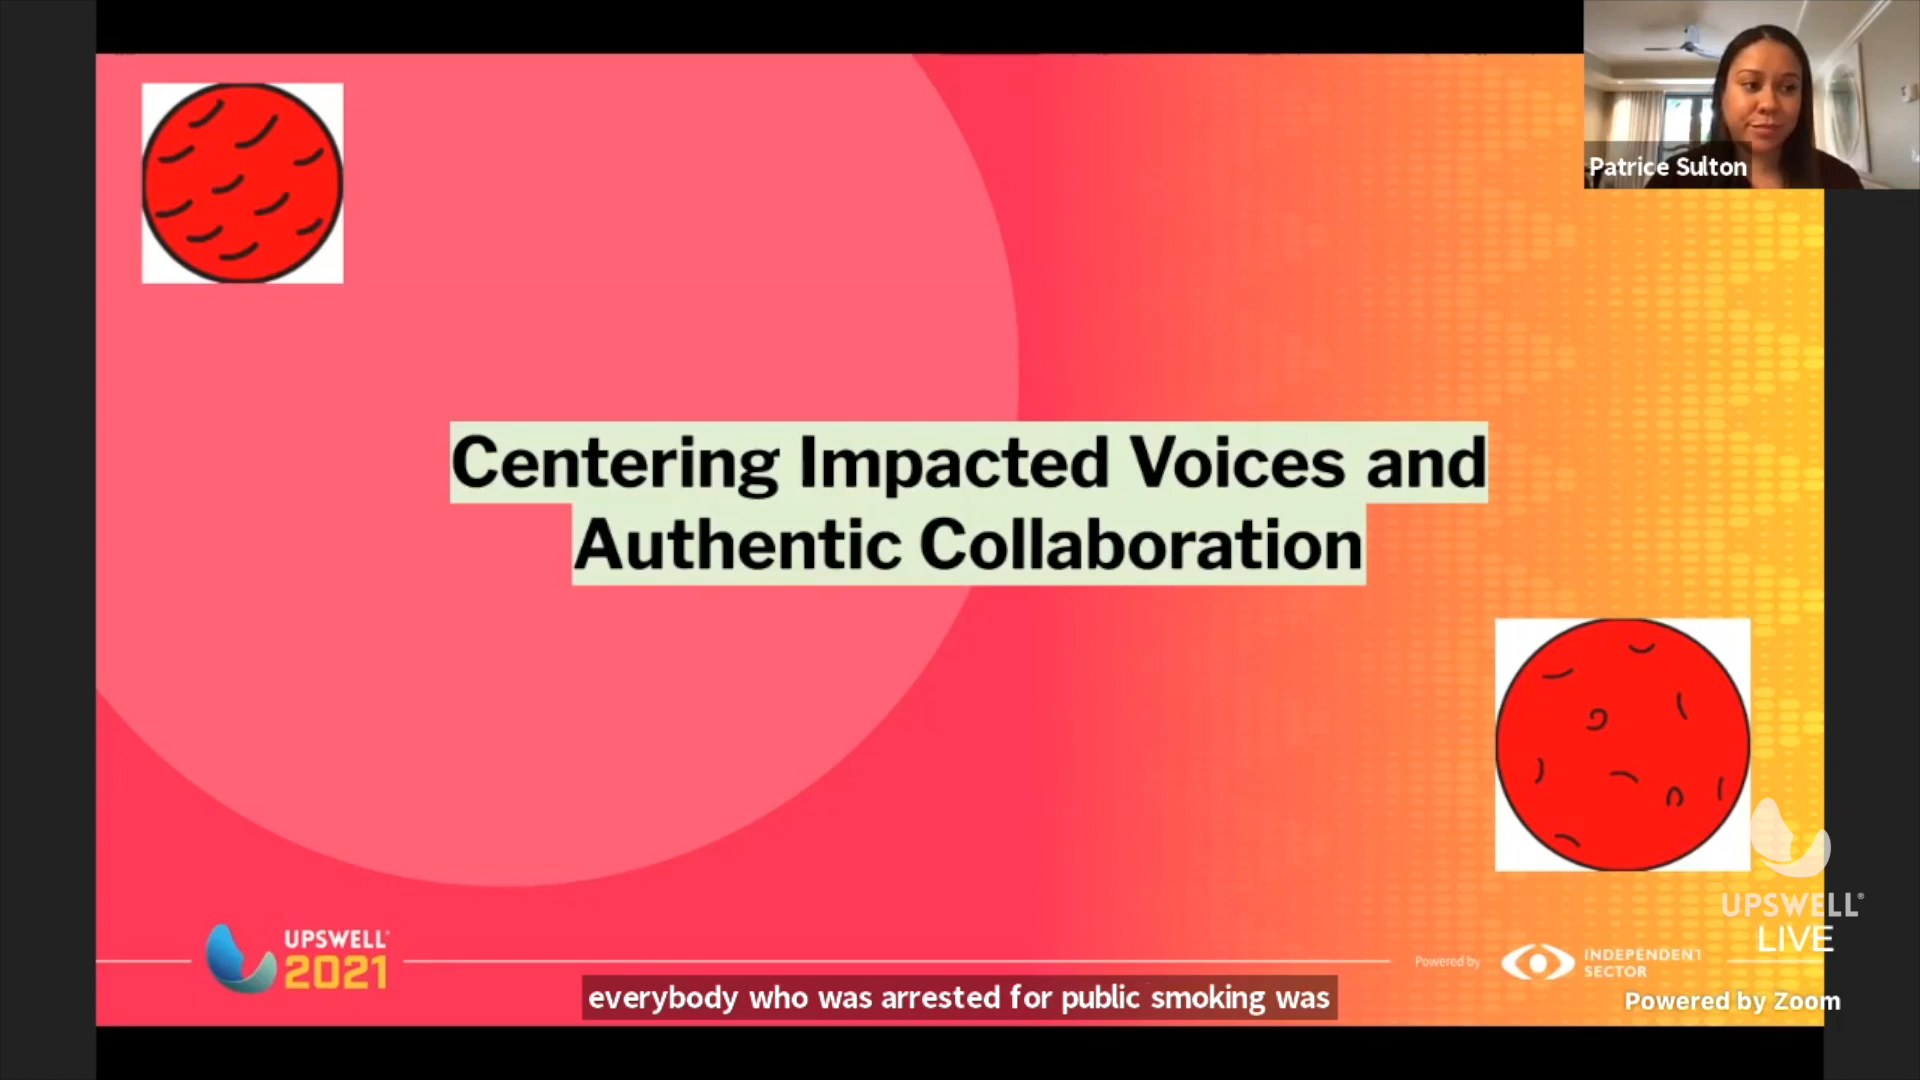 Patrice Sulton
Centering Impacted Voices and
Authentic Collaboration
UPSWELL®
LIVE
UPSWELL
2021
Powered by
INDEPENDENT
SECTOR
everybody who was arrested for public smoking was
Powered by Zoom